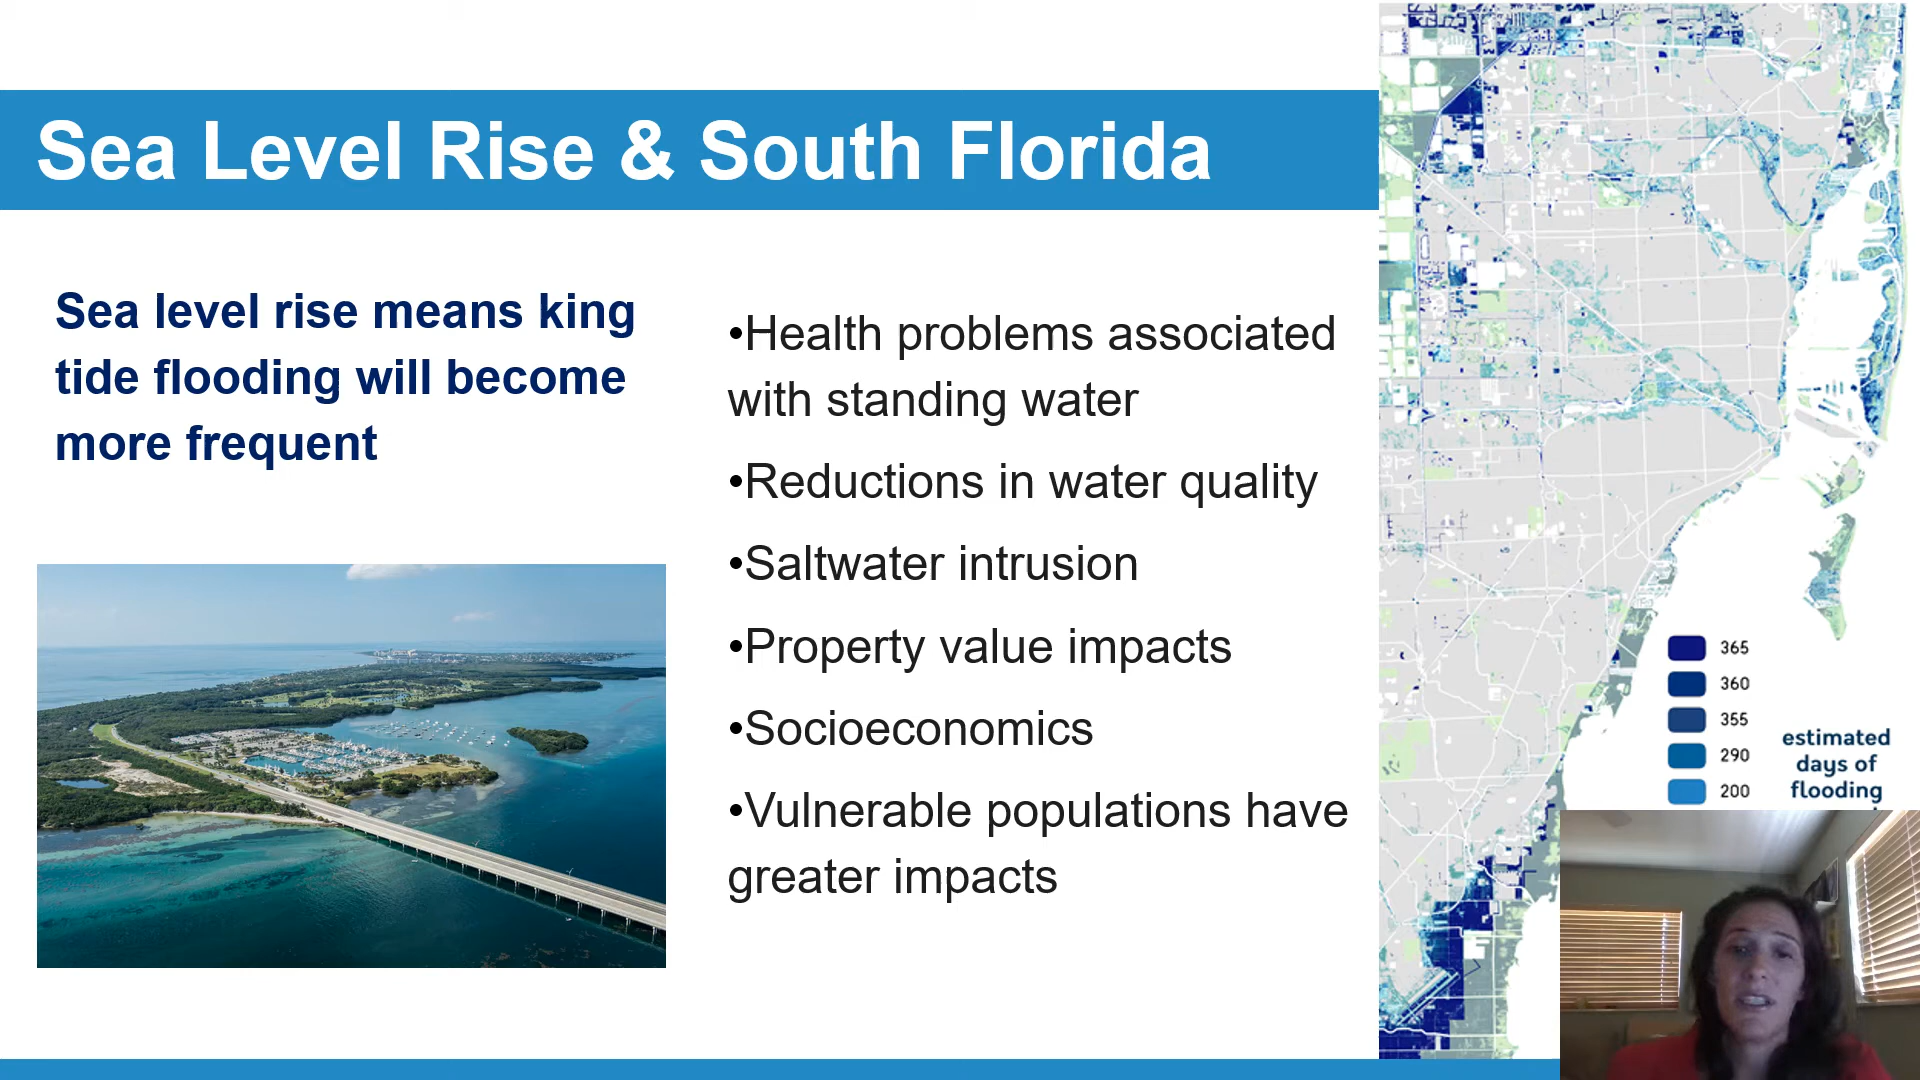 Sea Level Rise & South Florida
Sea level rise means king
tide flooding will become
more frequent
•Health problems associated
with standing water
•Reductions in water quality
•Saltwater intrusion
•Property value impacts
•Socioeconomics
•Vulnerable populations have
greater impacts
365
360
355
290
200
estimated
days of
flooding